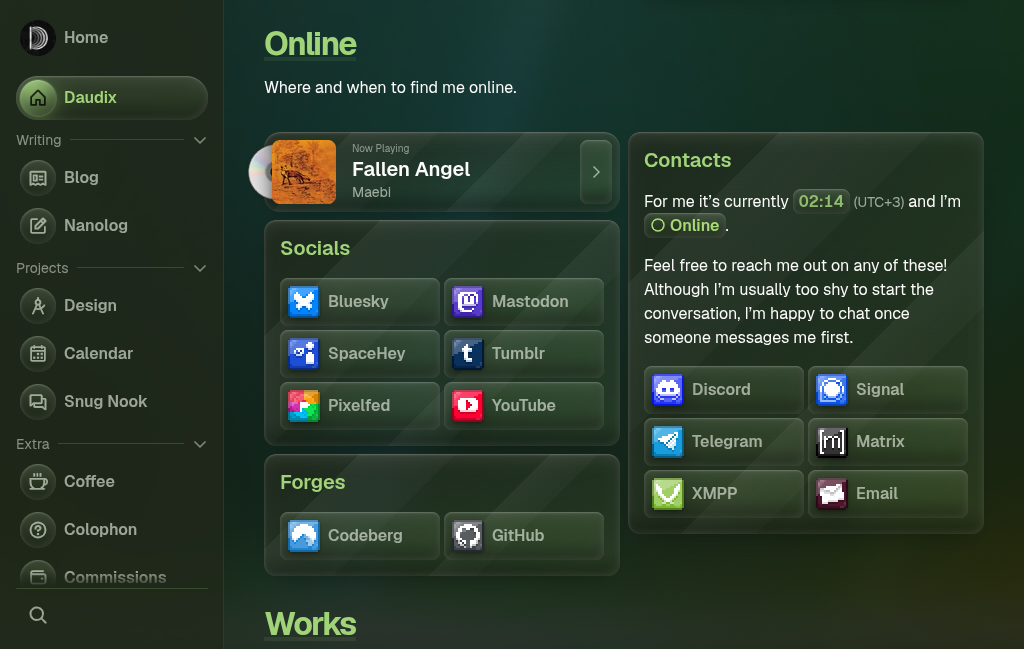 Home
Daudix
Writing
Blog
Nanolog
Projects
Design
Calendar
Snug Nook
Extra
Coffee
Colophon
Commissions
Online
Where and when to find me online.
Now Playing
Fallen Angel
Maebi
Socials
Bluesky
Mastodon
SpaceHey
Tumblr
Pixelfed
YouTube
Forges
Codeberg
GitHub
Contacts
For me it’s currently 02:14 (UTC+3) and I’m
Online.
Feel free to reach me out on any of these!
Although I’m usually too shy to start the
conversation, I’m happy to chat once
someone messages me first.
Discord
Signal
Telegram
Matrix
XMPP
Email
Works